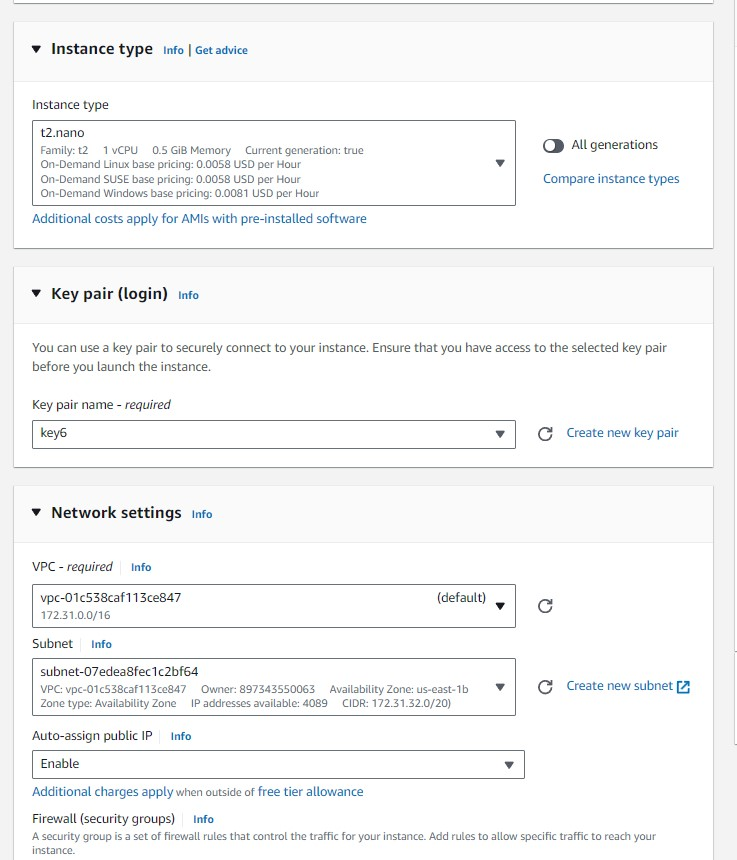 Instance type Info | Get advice
Instance type
t2.nano
Family: t2 1 vCPU 0.5 GiB Memory Current generation: true
On-Demand Linux base pricing: 0.0058 USD per Hour
On-Demand SUSE base pricing: 0.0058 USD per Hour
On-Demand Windows base pricing: 0.0081 USD per Hour
All generations
Compare instance types
Additional costs apply for AMIs with pre-installed software
Key pair (login) Info
You can use a key pair to securely connect to your instance. Ensure that you have access to the selected key pair
before you launch the instance.
Key pair name - required
key6
Create new key pair
Network settings Info
VPC - required Info
vpc-01c538caf113ce847 (default)
172.31.0.0/16
Subnet Info
subnet-07edea8fec1c2bf64
VPC: vpc-01c538caf113ce847 Owner: 897343550063 Availability Zone: us-east-1b
Zone type: Availability Zone IP addresses available: 4089 CIDR: 172.31.32.0/20)
Create new subnet
Auto-assign public IP Info
Enable
Additional charges apply when outside of free tier allowance
Firewall (security groups) Info
A security group is a set of firewall rules that control the traffic for your instance. Add rules to allow specific traffic to reach your
instance.